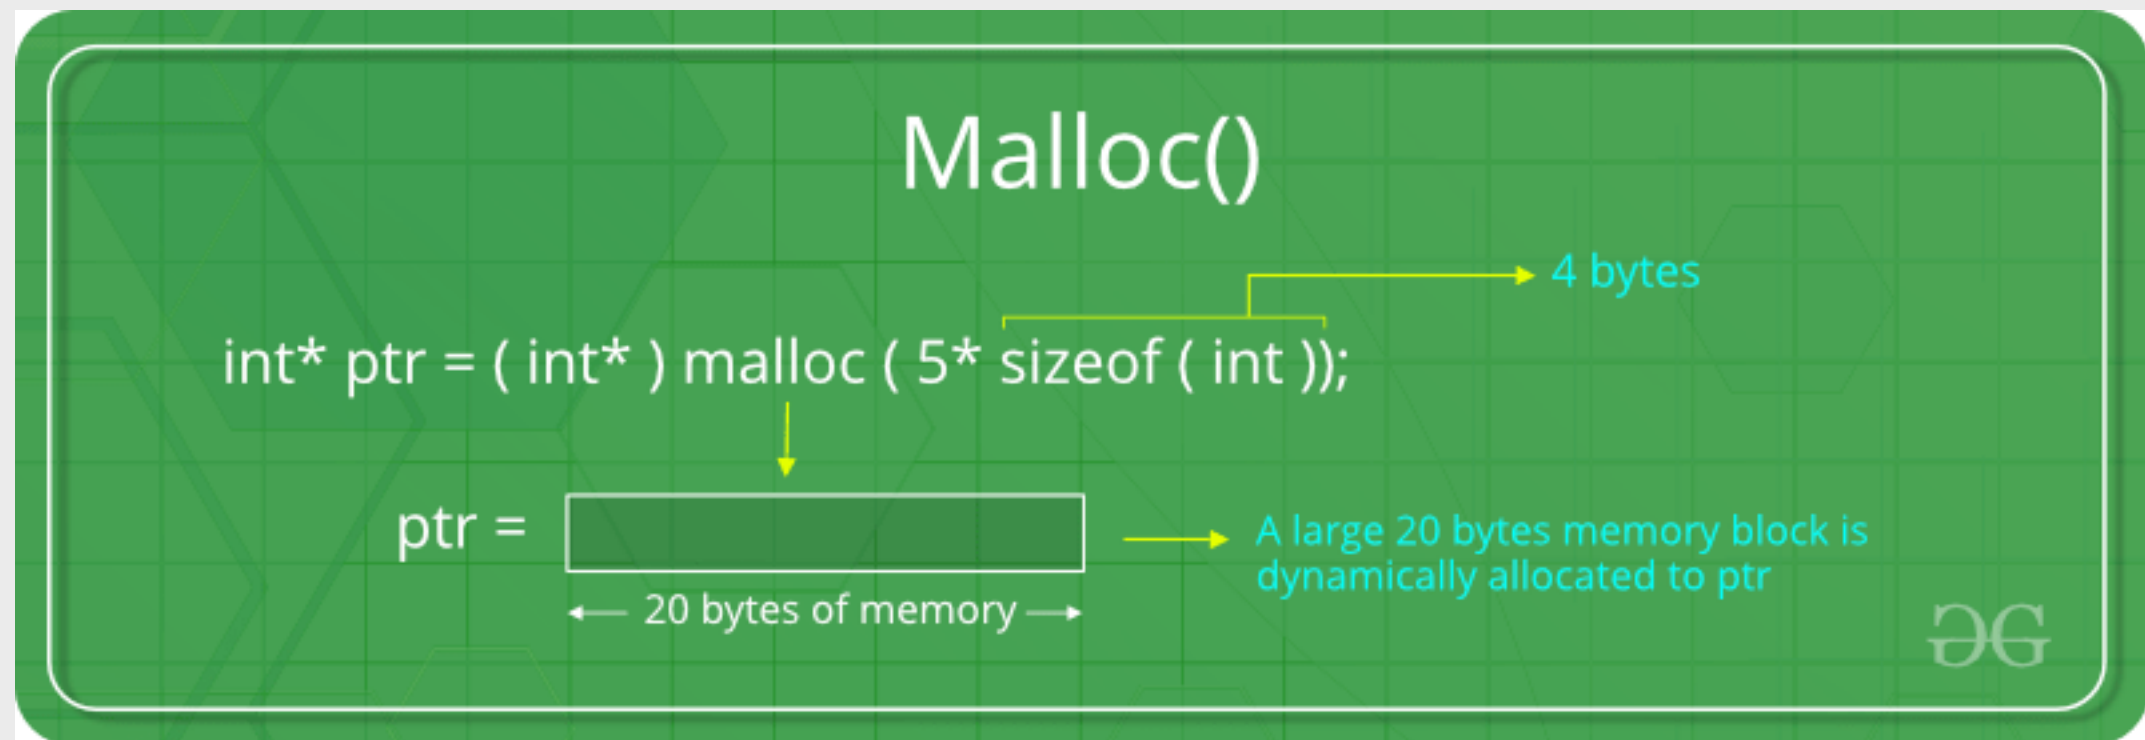 Malloc()
4 bytes
int* ptr = ( int* ) malloc ( 5* sizeof ( int ));
ptr =
A large 20 bytes memory block is
dynamically allocated to ptr
20 bytes of memory
GG